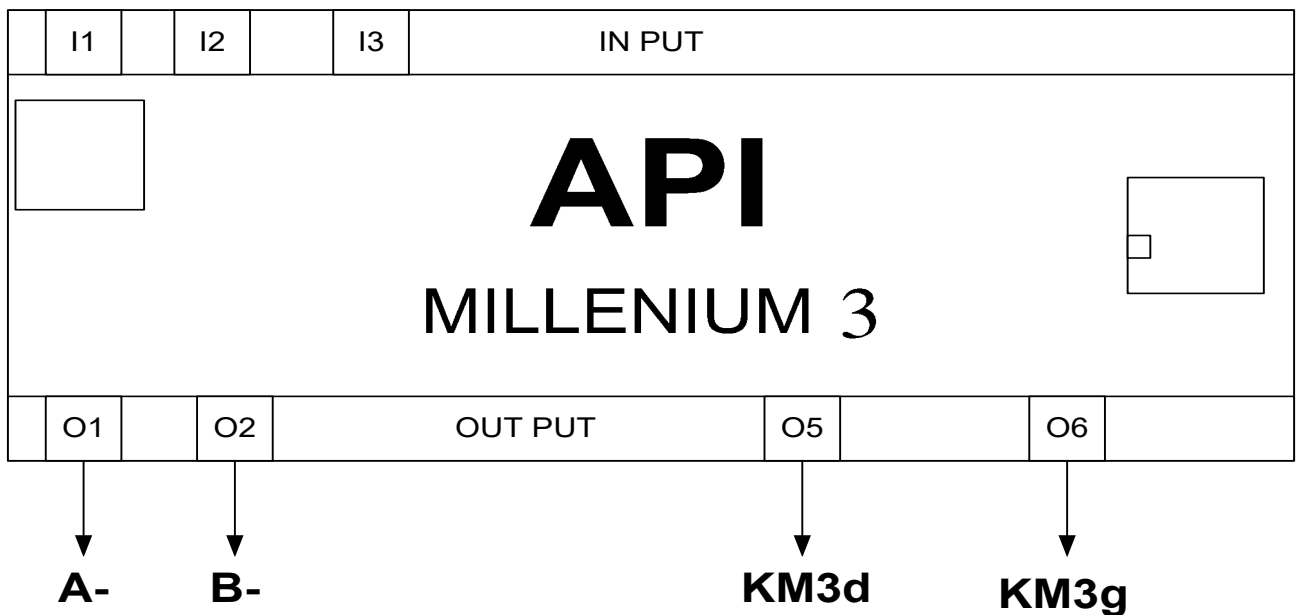 I1 I2 I3 IN PUT
API
MILLENIUM 3
O1 O2 OUT PUT O5 O6
A- B- KM3d KM3g